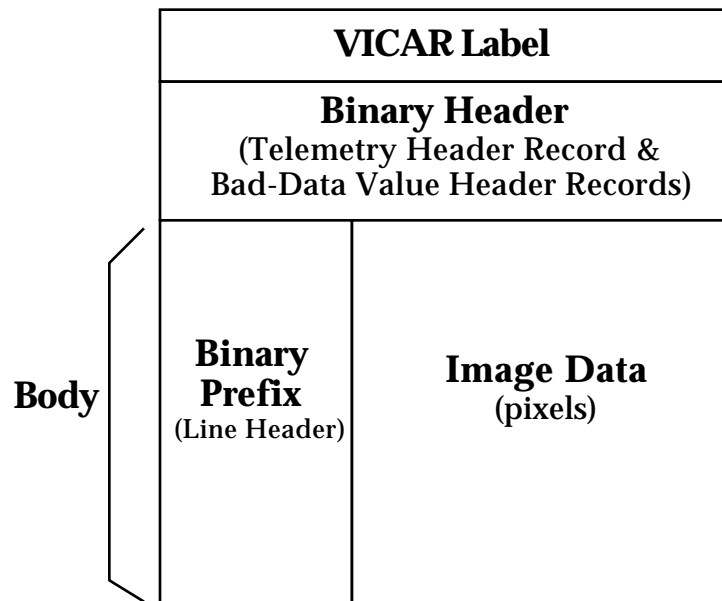 VICAR Label
Binary Header
(Telemetry Header Record &
Bad-Data Value Header Records)
Body
Binary
Prefix
(Line Header)
Image Data
(pixels)